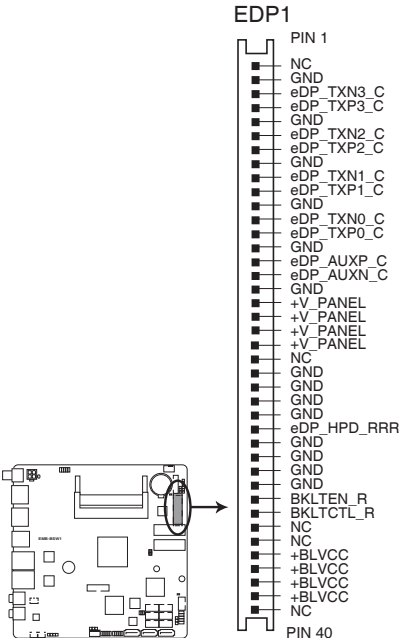 EDP1
PIN 1
NC
GND
eDP_TXN3_C
eDP_TXP3_C
GND
eDP_TXN2_C
eDP_TXP2_C
GND
eDP_TXN1_C
eDP_TXP1_C
GND
eDP_TXN0_C
eDP_TXP0_C
GND
eDP_AUXP_C
eDP_AUXN_C
GND
+V_PANEL
+V_PANEL
+V_PANEL
+V_PANEL
NC
GND
GND
GND
GND
eDP_HPD_RRR
GND
GND
GND
GND
BKLTEN_R
BKLTCTL_R
NC
NC
+BLVCC
+BLVCC
+BLVCC
+BLVCC
NC
PIN 40